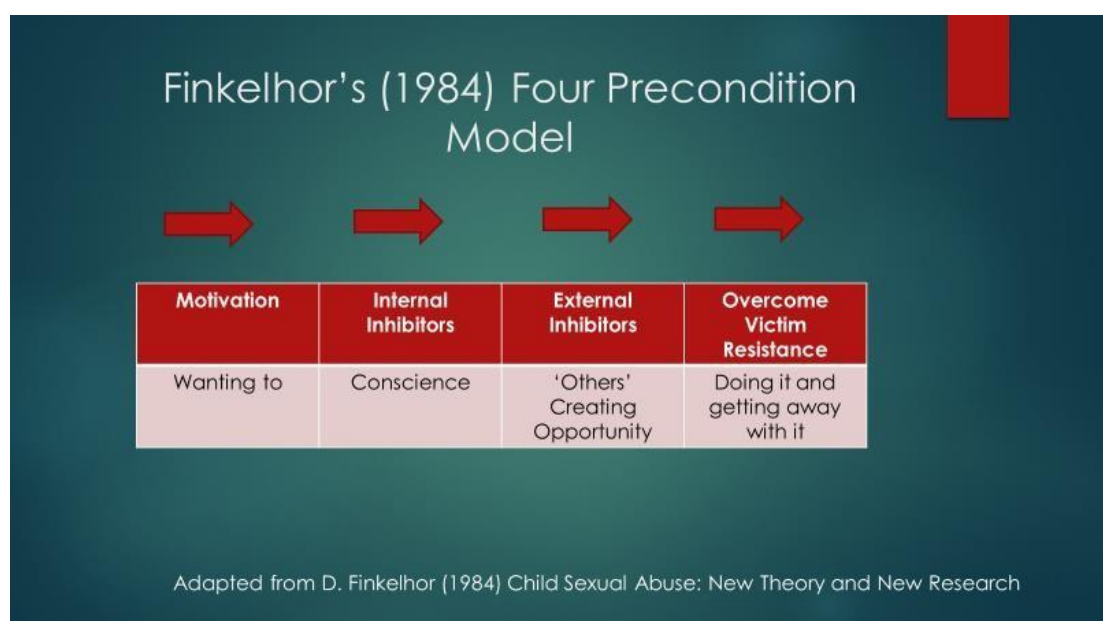 Finkelhor’s (1984) Four Precondition
Model
Motivation
Internal
Inhibitors
External
Inhibitors
Overcome
Victim
Resistance
Wanting to
Conscience
‘Others’
Creating
Opportunity
Doing it and
getting away
with it
Adapted from D. Finkelhor (1984) Child Sexual Abuse: New Theory and New Research